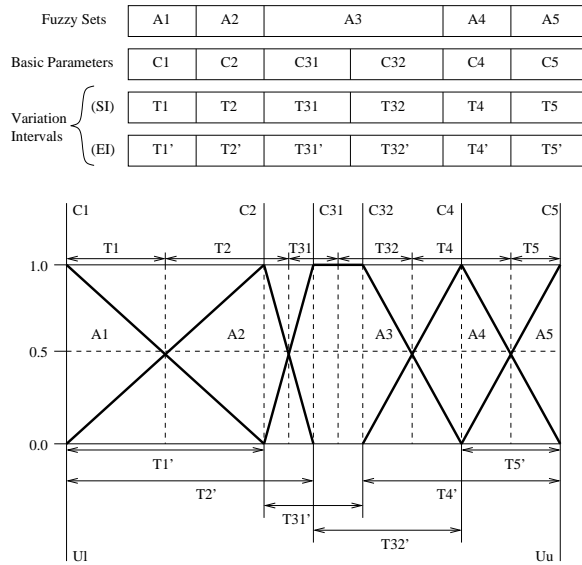 Fuzzy Sets A1 A2 A3 A4 A5
Basic Parameters C1 C2 C31 C32 C4 C5
Variation Intervals
(SI) T1 T2 T31 T32 T4 T5
(EI) T1' T2' T31' T32' T4' T5'
C1 C2 C31 C32 C4 C5
T1 T2 T31 T32 T4 T5
1.0
A1 A2 A3 A4 A5
0.5
0.0
T1' T5'
T2' T4'
T31'
T32'
Ul Uu